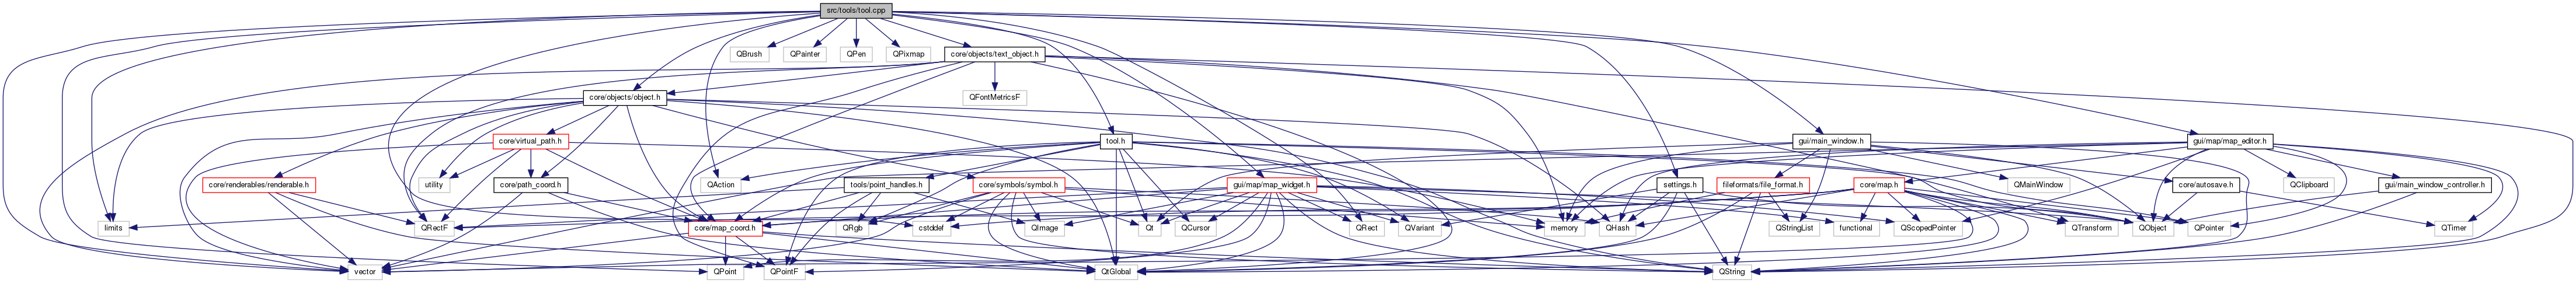 src/tools/tool.cpp
QBrush
QPainter
QPen
QPixmap
core/objects/text_object.h
core/objects/object.h
QFontMetricsF
core/virtual_path.h
tool.h
gui/main_window.h
gui/map/map_editor.h
core/renderables/renderable.h
utility
core/path_coord.h
QAction
tools/point_handles.h
core/symbols/symbol.h
gui/map/map_widget.h
settings.h
fileformats/file_format.h
core/map.h
QMainWindow
core/autosave.h
QClipboard
gui/main_window_controller.h
limits
QRectF
core/map_coord.h
QRgb
cstddef
QImage
Qt
QCursor
QRect
QVariant
memory
QHash
QStringList
functional
QScopedPointer
QTransform
QObject
QPointer
QTimer
vector
QPoint
QPointF
QtGlobal
QString